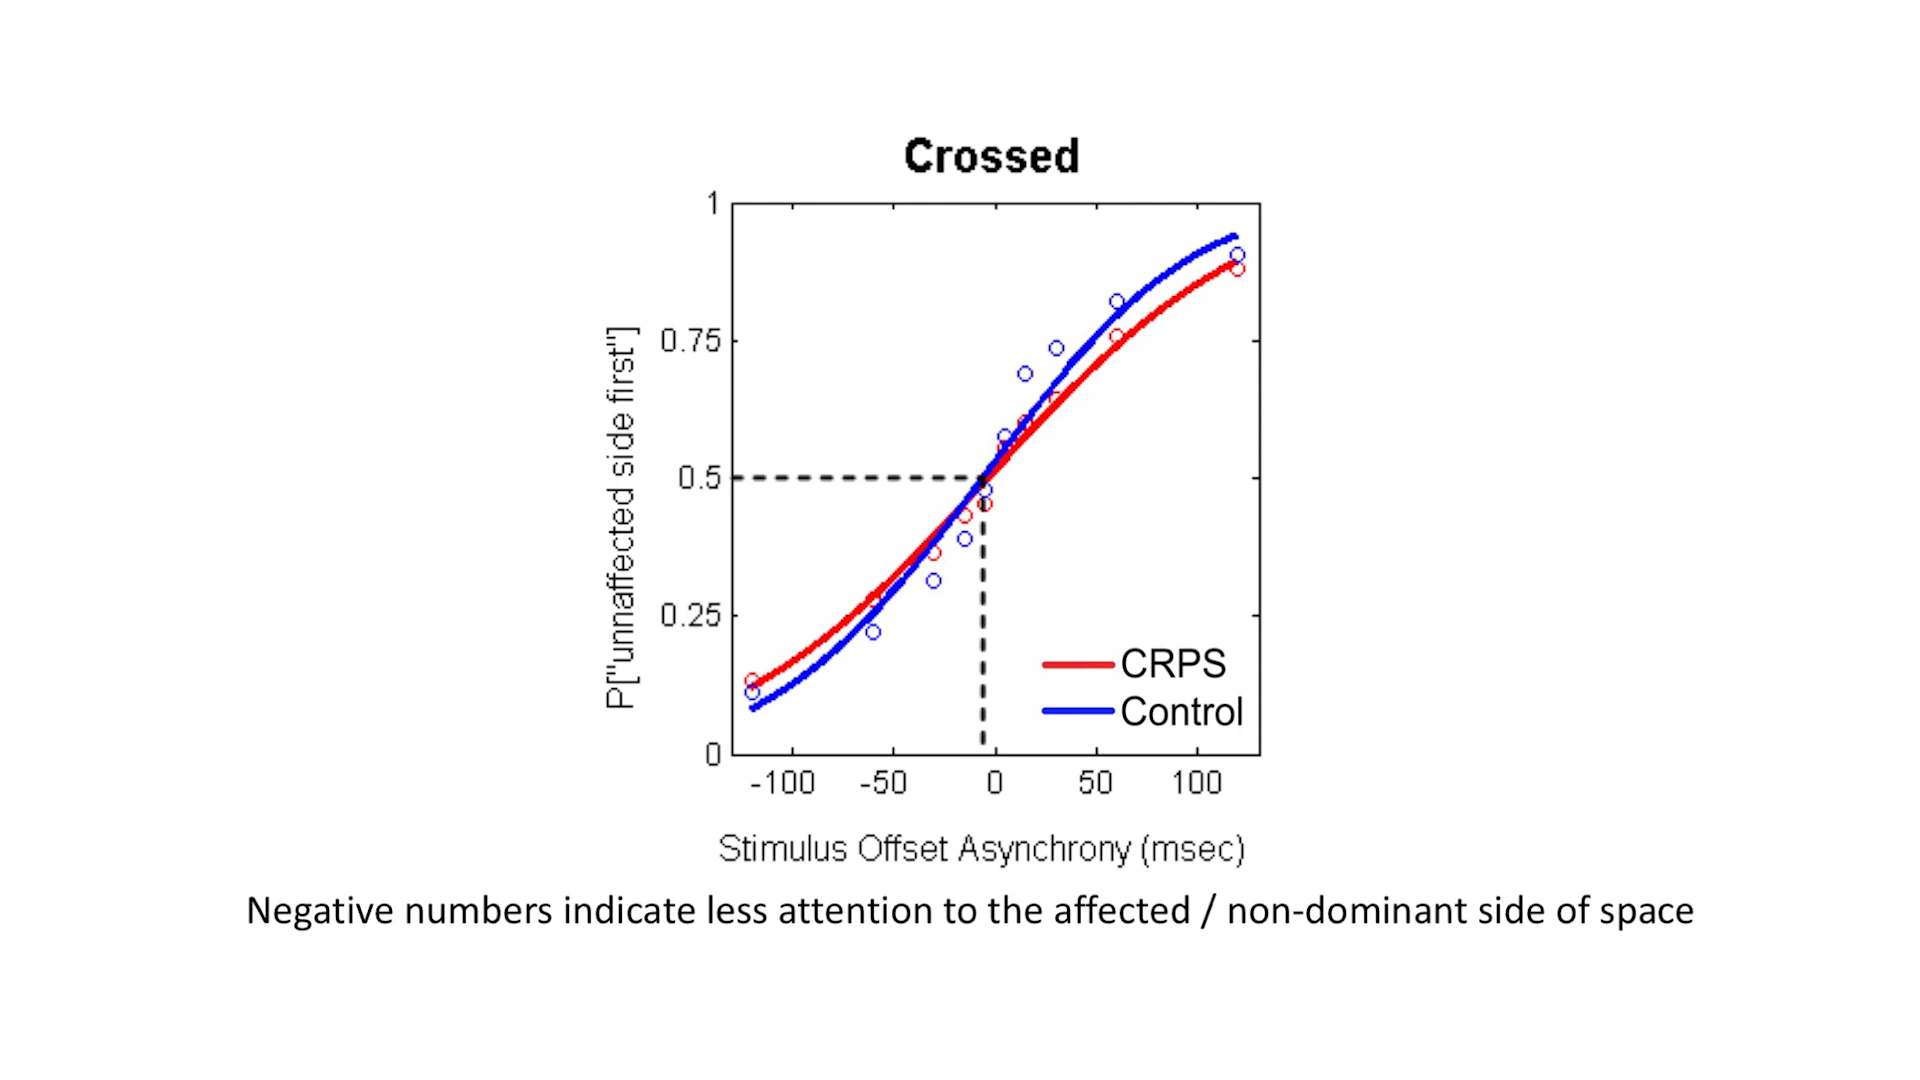 Crossed
1
0.75
0.5
0.25
0
P["unnaffected side first"]
CRPS
Control
-100 -50 0 50 100
Stimulus Offset Asynchrony (msec)
Negative numbers indicate less attention to the affected / non-dominant side of space